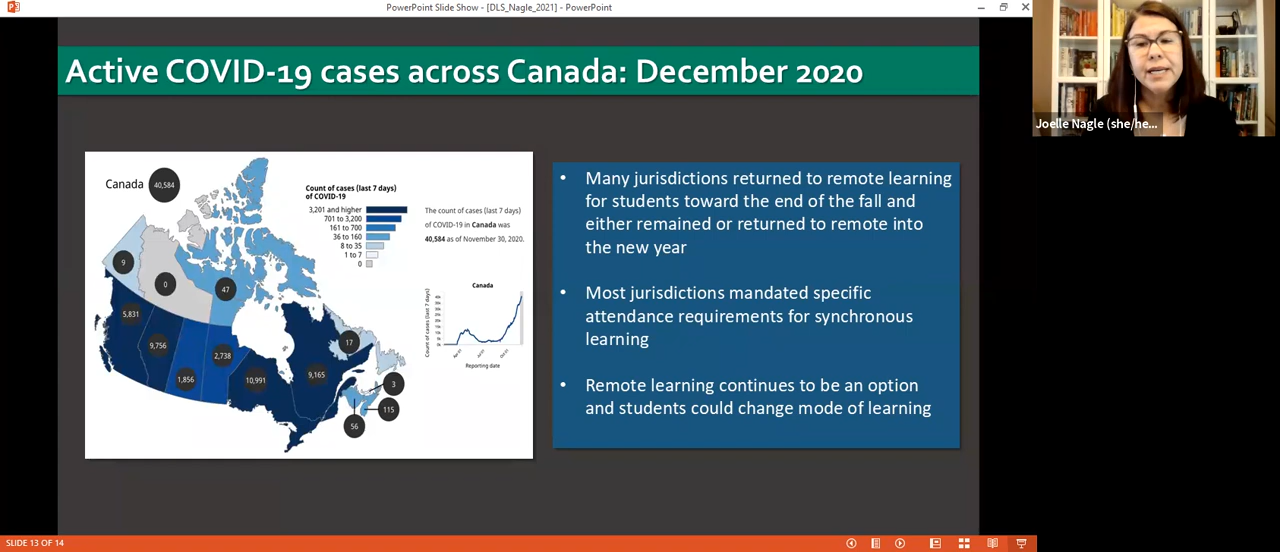 PowerPoint Slide Show - [DLS_Nagle_2021] - PowerPoint
Active COVID-19 cases across Canada: December 2020
Joelle Nagle (she/he...
Canada 40,584
Count of cases (last 7 days)
of COVID-19
3,201 and higher
701 to 3,200
161 to 700
36 to 160
8 to 35
1 to 7
0
The count of cases (last 7 days)
of COVID-19 in Canada was
40,584 as of November 30, 2020.
9
0
47
5,831
9,756
1,856
2,738
10,991
9,165
17
3
115
56
Canada
Count of cases (last 7 days)
Reporting date
• Many jurisdictions returned to remote learning
for students toward the end of the fall and
either remained or returned to remote into
the new year
• Most jurisdictions mandated specific
attendance requirements for synchronous
learning
• Remote learning continues to be an option
and students could change mode of learning
SLIDE 13 OF 14